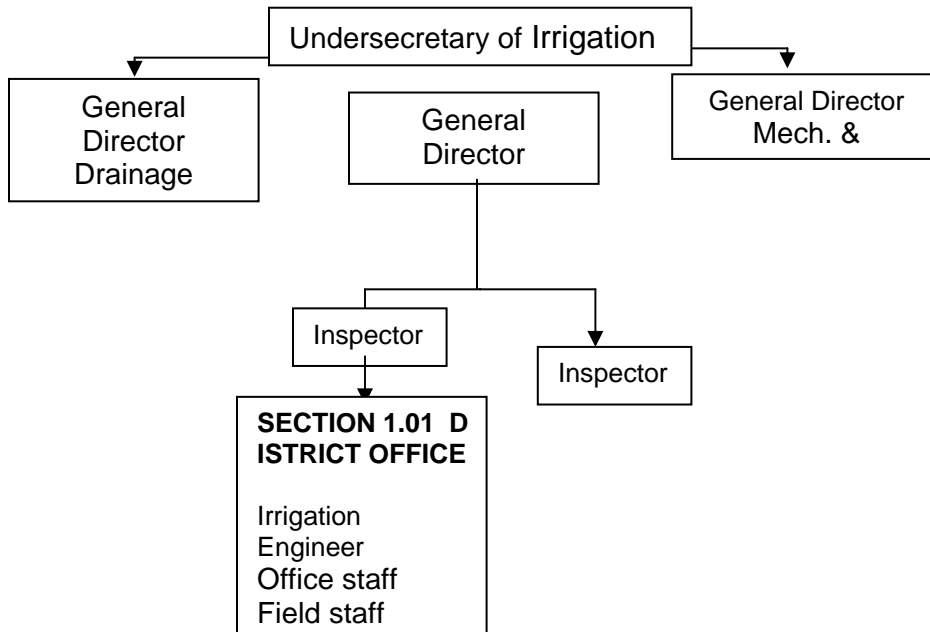 Undersecretary of Irrigation
General
Director
Drainage
General
Director
General Director
Mech. &
Inspector
Inspector
SECTION 1.01 D
ISTRICT OFFICE
Irrigation
Engineer
Office staff
Field staff